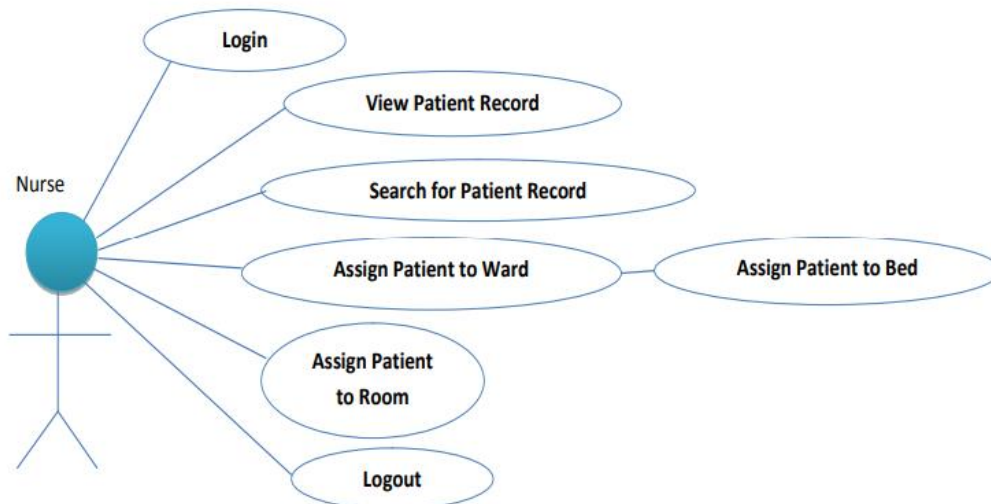 Login
View Patient Record
Nurse
Search for Patient Record
Assign Patient to Ward
Assign Patient to Bed
Assign Patient
to Room
Logout